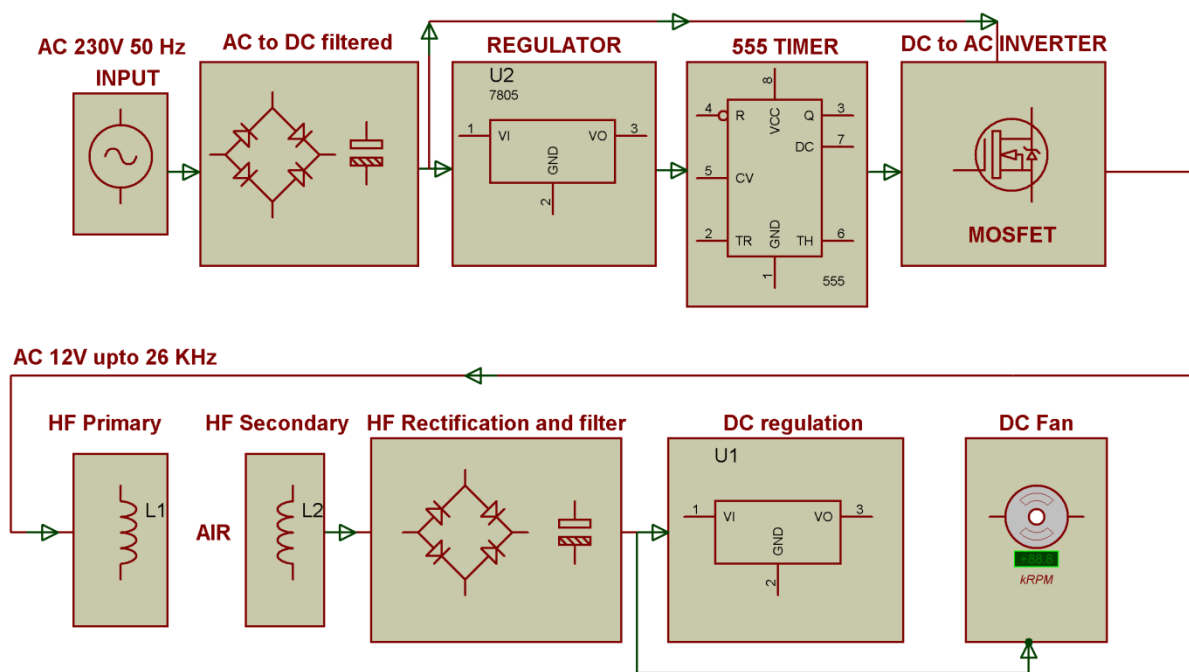 AC 230V 50 Hz
INPUT
AC to DC filtered
REGULATOR
U2
7805
1
VI
VO
3
GND
2
555 TIMER
8
4
R
VCC
Q
3
DC
7
5
CV
2
TR
GND
TH
6
1
555
DC to AC INVERTER
MOSFET
AC 12V upto 26 KHz
HF Primary
L1
AIR
HF Secondary
L2
HF Rectification and filter
DC regulation
U1
1
VI
VO
3
GND
2
DC Fan
+88.8
kRPM